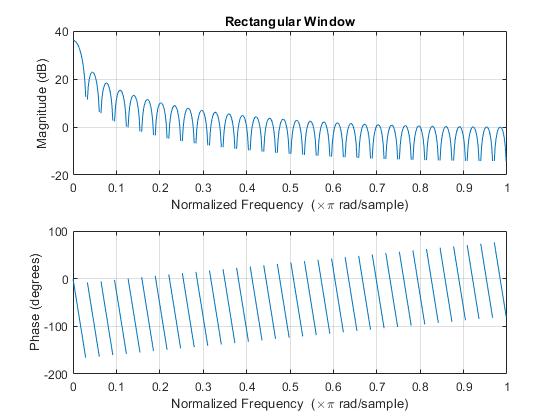 Rectangular Window
40
20
0
-20
Magnitude (dB)
0 0.1 0.2 0.3 0.4 0.5 0.6 0.7 0.8 0.9 1
Normalized Frequency (×π rad/sample)
100
0
-100
-200
Phase (degrees)
0 0.1 0.2 0.3 0.4 0.5 0.6 0.7 0.8 0.9 1
Normalized Frequency (×π rad/sample)